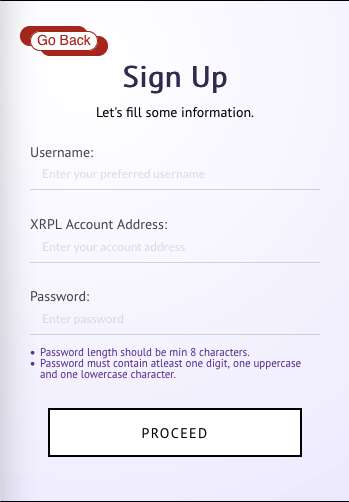 Go Back
Sign Up
Let's fill some information.
Username:
Enter your preferred username
XRPL Account Address:
Enter your account address
Password:
Enter password
• Password length should be min 8 characters.
• Password must contain atleast one digit, one uppercase
and one lowercase character.
PROCEED